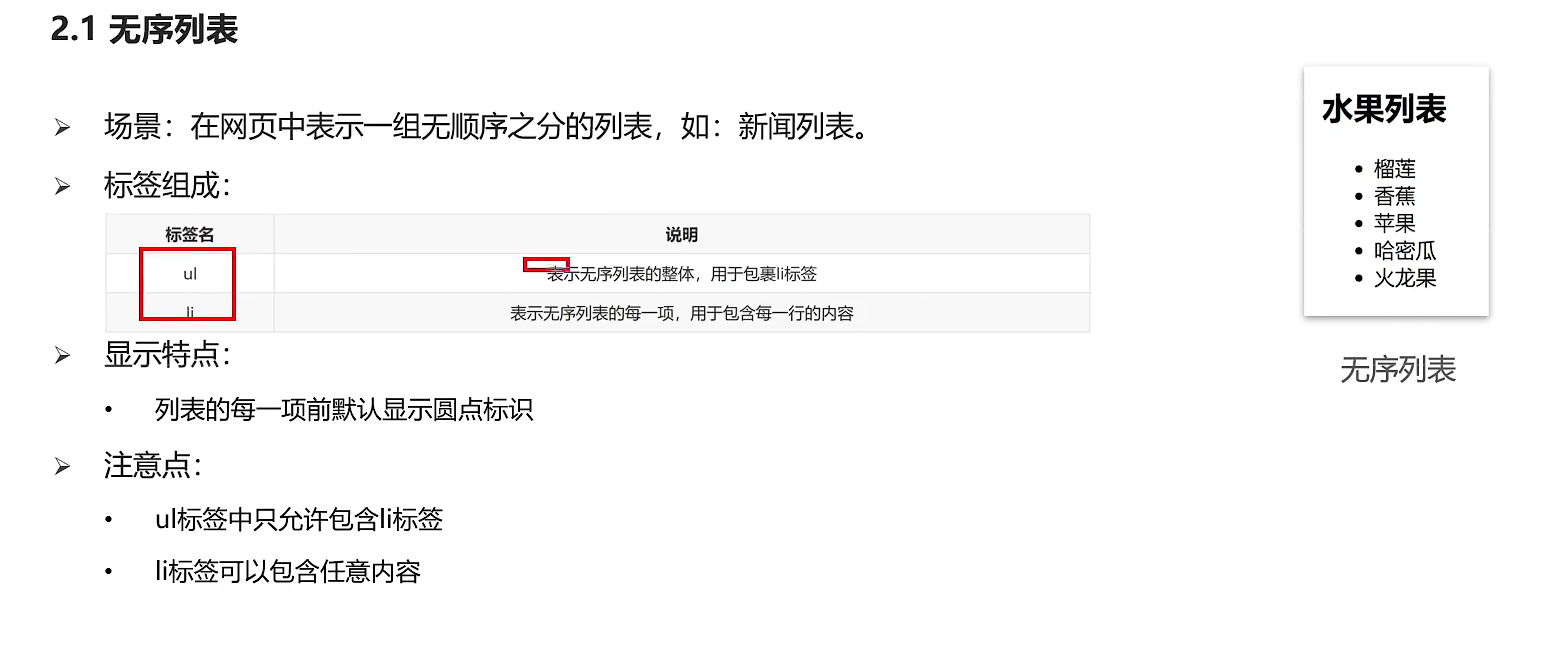 2.1 无序列表
➢ 场景：在网页中表示一组无顺序之分的列表，如：新闻列表。
➢ 标签组成：
标签名 说明
ul 表示无序列表的整体，用于包裹li标签
li 表示无序列表的每一项，用于包含每一行的内容
➢ 显示特点：
• 列表的每一项前默认显示圆点标识
➢ 注意点：
• ul标签中只允许包含li标签
• li标签可以包含任意内容
水果列表
• 榴莲
• 香蕉
• 苹果
• 哈密瓜
• 火龙果
无序列表